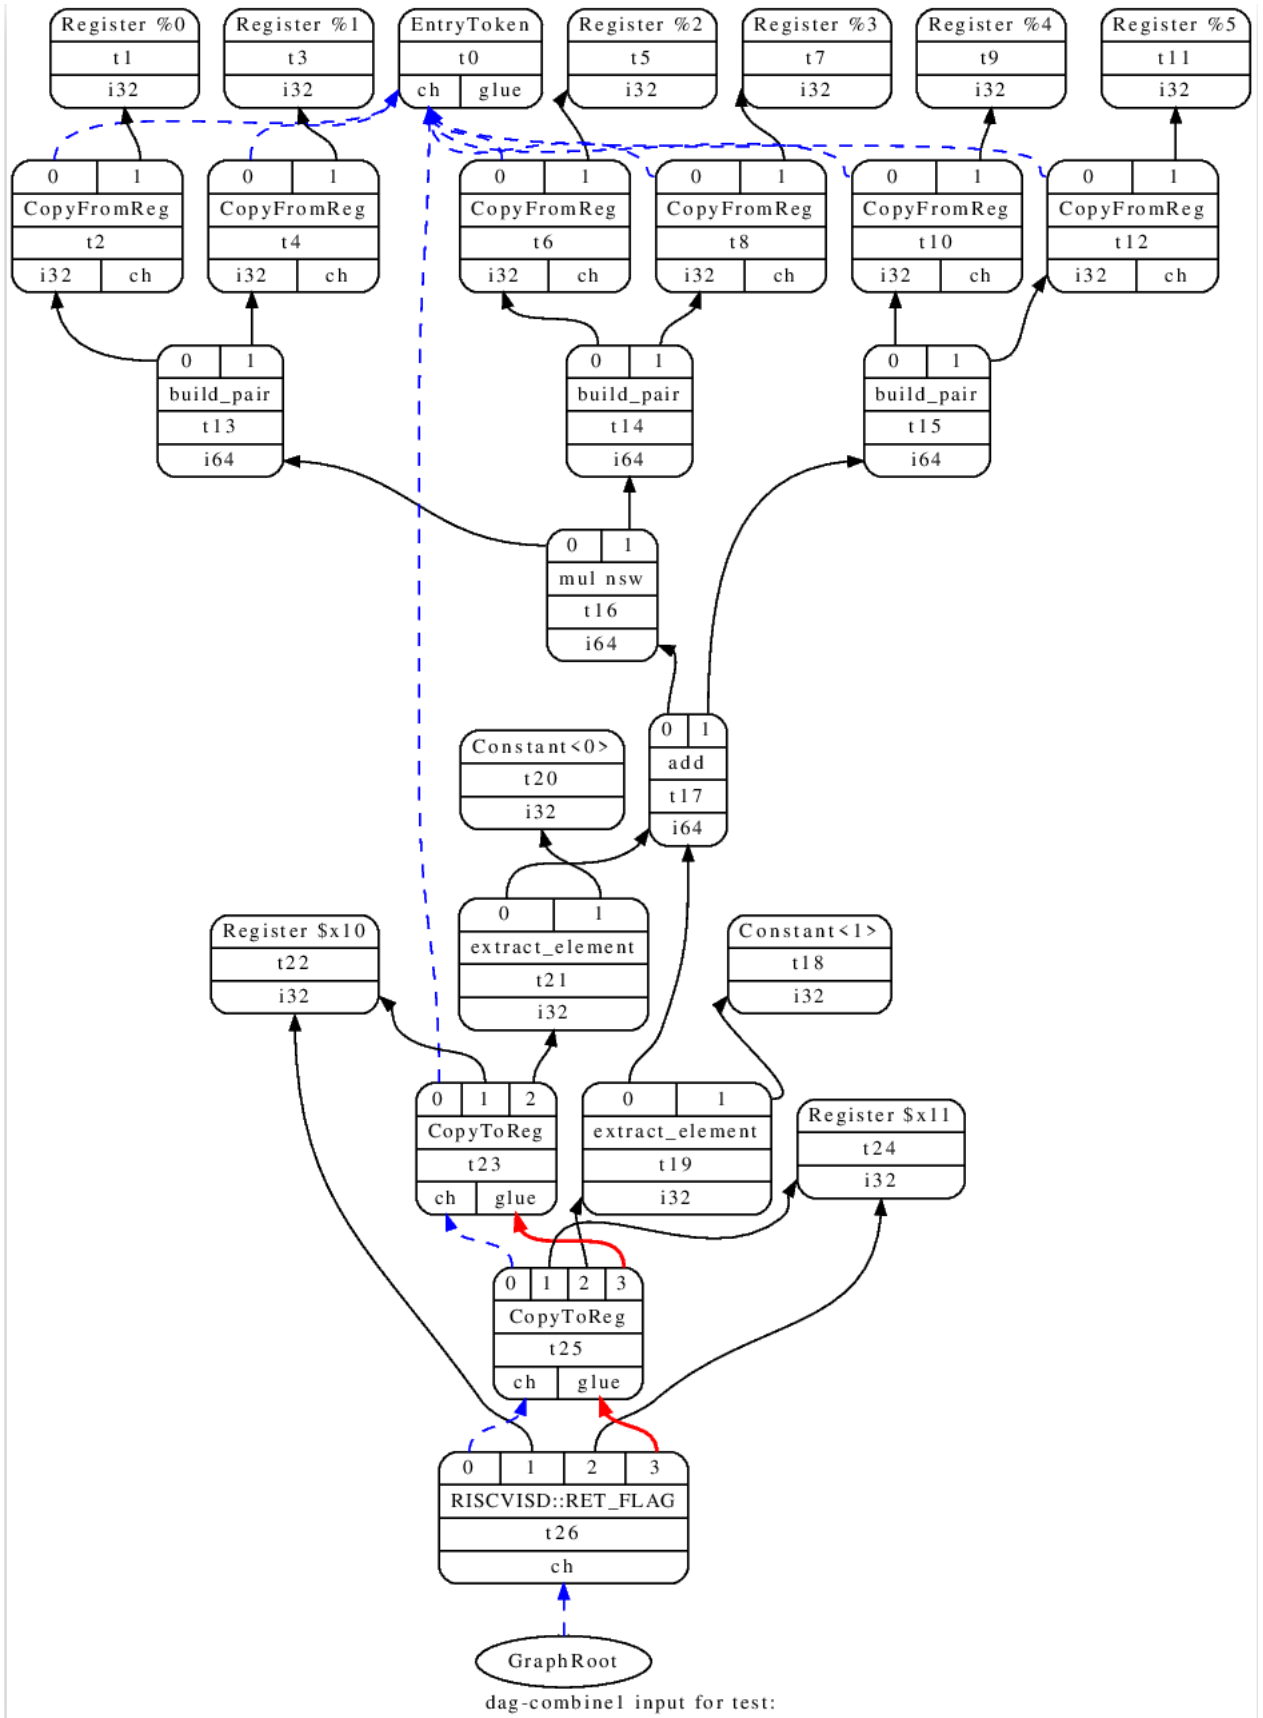 Register %0
t1
i32
Register %1
t3
i32
EntryToken
t0
ch glue
Register %2
t5
i32
Register %3
t7
i32
Register %4
t9
i32
Register %5
t11
i32
0 1
CopyFromReg
t2
i32 ch
0 1
CopyFromReg
t4
i32 ch
0 1
CopyFromReg
t6
i32 ch
0 1
CopyFromReg
t8
i32 ch
0 1
CopyFromReg
t10
i32 ch
0 1
CopyFromReg
t12
i32 ch
0 1
build_pair
t13
i64
0 1
build_pair
t14
i64
0 1
build_pair
t15
i64
0 1
mul nsw
t16
i64
0 1
add
t17
i64
Constant<0>
t20
i32
0 1
extract_element
t21
i32
Register $x10
t22
i32
Constant<1>
t18
i32
0 1 2
CopyToReg
t23
ch glue
0 1
extract_element
t19
i32
Register $x11
t24
i32
0 1 2 3
CopyToReg
t25
ch glue
0 1 2 3
RISCVISD::RET_FLAG
t26
ch
GraphRoot
dag-combine1 input for test: